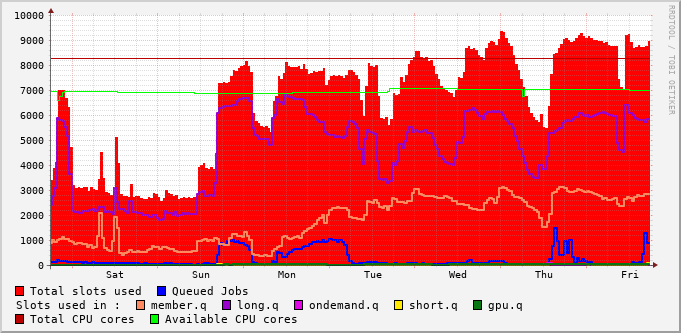 10000
9000
8000
7000
6000
5000
4000
3000
2000
1000
0
Sat Sun Mon Tue Wed Thu Fri
RRDTOOL / TOBI OETIKER
Total slots used Queued Jobs
Slots used in : member.q long.q ondemand.q short.q gpu.q
Total CPU cores Available CPU cores